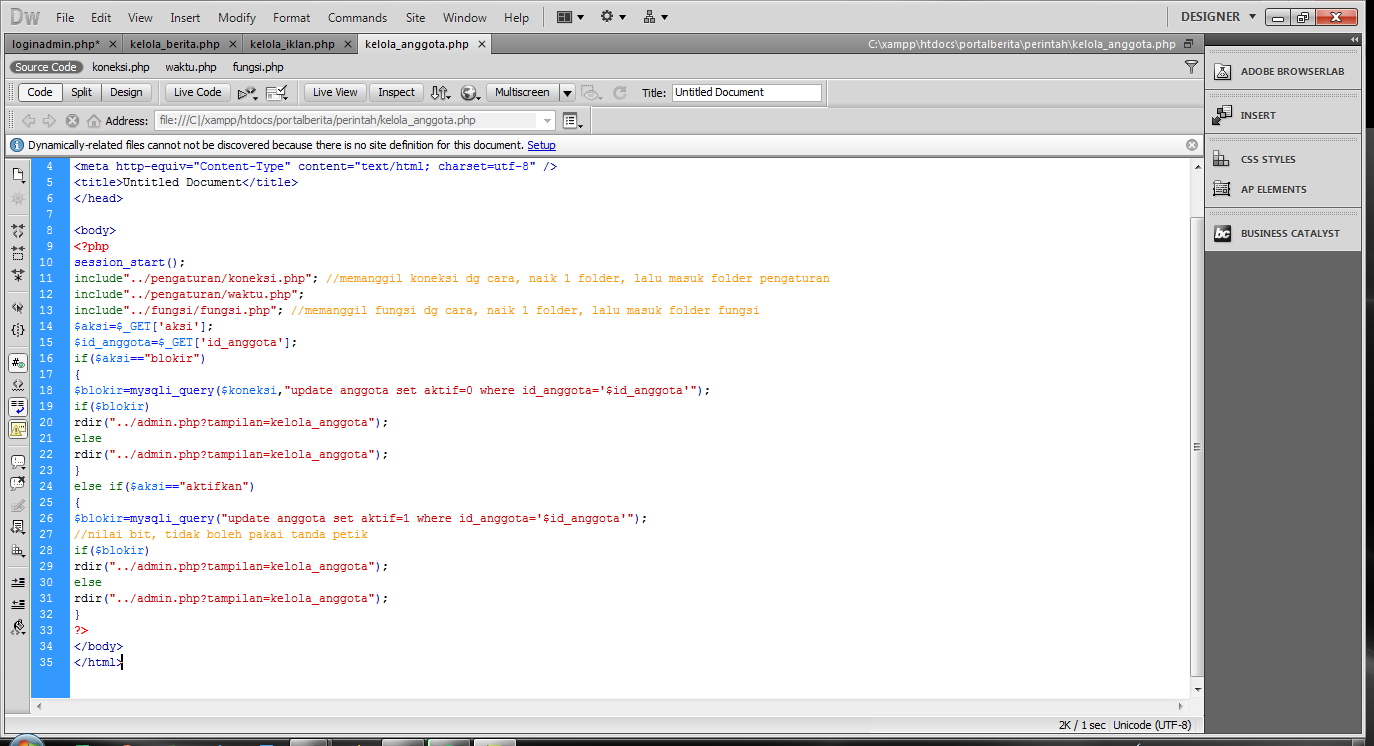 Dw File Edit View Insert Modify Format Commands Site Window Help DESIGNER
loginadmin.php* kelola_berita.php kelola_iklan.php kelola_anggota.php C:\xampp\htdocs\portalberita\perintah\kelola_anggota.php
Source Code koneksi.php waktu.php fungsi.php
Code Split Design Live Code Live View Inspect Multiscreen Title: Untitled Document
Address: file:///C|/xampp/htdocs/portalberita/perintah/kelola_anggota.php
Dynamically-related files cannot not be discovered because there is no site definition for this document. Setup
4 <meta http-equiv="Content-Type" content="text/html; charset=utf-8" />
5 <title>Untitled Document</title>
6 </head>
7
8 <body>
9 <?php
10 session_start();
11 include"../pengaturan/koneksi.php"; //memanggil koneksi dg cara, naik 1 folder, lalu masuk folder pengaturan
12 include"../pengaturan/waktu.php";
13 include"../fungsi/fungsi.php"; //memanggil fungsi dg cara, naik 1 folder, lalu masuk folder fungsi
14 $aksi=$_GET['aksi'];
15 $id_anggota=$_GET['id_anggota'];
16 if($aksi=="blokir")
17 {
18 $blokir=mysqli_query($koneksi,"update anggota set aktif=0 where id_anggota='$id_anggota'");
19 if($blokir)
20 rdir("../admin.php?tampilan=kelola_anggota");
21 else
22 rdir("../admin.php?tampilan=kelola_anggota");
23 }
24 else if($aksi=="aktifkan")
25 {
26 $blokir=mysqli_query("update anggota set aktif=1 where id_anggota='$id_anggota'");
27 //nilai bit, tidak boleh pakai tanda petik
28 if($blokir)
29 rdir("../admin.php?tampilan=kelola_anggota");
30 else
31 rdir("../admin.php?tampilan=kelola_anggota");
32 }
33 ?>
34 </body>
35 </html>
2K / 1 sec Unicode (UTF-8)
ADOBE BROWSERLAB
INSERT
CSS STYLES
AP ELEMENTS
bc BUSINESS CATALYST